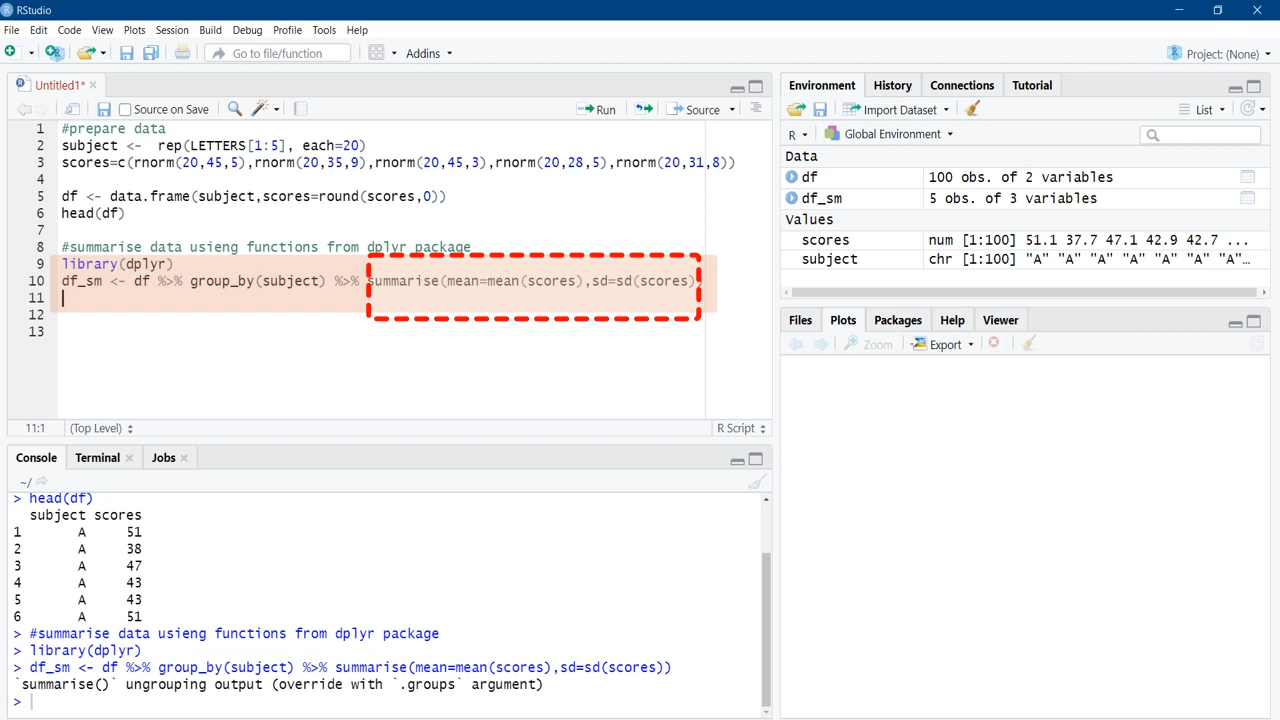 RStudio
File Edit Code View Plots Session Build Debug Profile Tools Help
Go to file/function Addins Project: (None)
Untitled1*
Source on Save Run Source
1 #prepare data
2 subject <- rep(LETTERS[1:5], each=20)
3 scores=c(rnorm(20,45,5),rnorm(20,35,9),rnorm(20,45,3),rnorm(20,28,5),rnorm(20,31,8))
4
5 df <- data.frame(subject,scores=round(scores,0))
6 head(df)
7
8 #summarise data usieng functions from dplyr package
9 library(dplyr)
10 df_sm <- df %>% group_by(subject) %>% summarise(mean=mean(scores),sd=sd(scores))
11
12
13
11:1 (Top Level) R Script
Console Terminal Jobs
~/
> head(df)
subject scores
1 A 51
2 A 38
3 A 47
4 A 43
5 A 43
6 A 51
> #summarise data usieng functions from dplyr package
> library(dplyr)
> df_sm <- df %>% group_by(subject) %>% summarise(mean=mean(scores),sd=sd(scores))
`summarise()` ungrouping output (override with `.groups` argument)
>
Environment History Connections Tutorial
Import Dataset List
R Global Environment
Data
df 100 obs. of 2 variables
df_sm 5 obs. of 3 variables
Values
scores num [1:100] 51.1 37.7 47.1 42.9 42.7 ...
subject chr [1:100] "A" "A" "A" "A" "A" "A"…
Files Plots Packages Help Viewer
Zoom Export